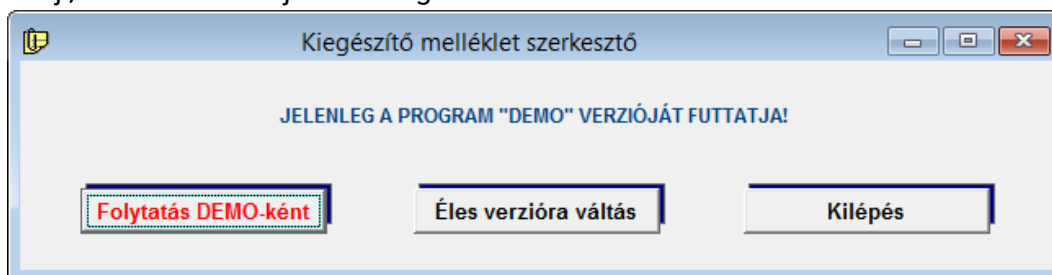 Kiegészítő melléklet szerkesztő
JELENLEG A PROGRAM "DEMO" VERZIÓJÁT FUTTATJA!
Folytatás DEMO-ként
Éles verzióra váltás
Kilépés